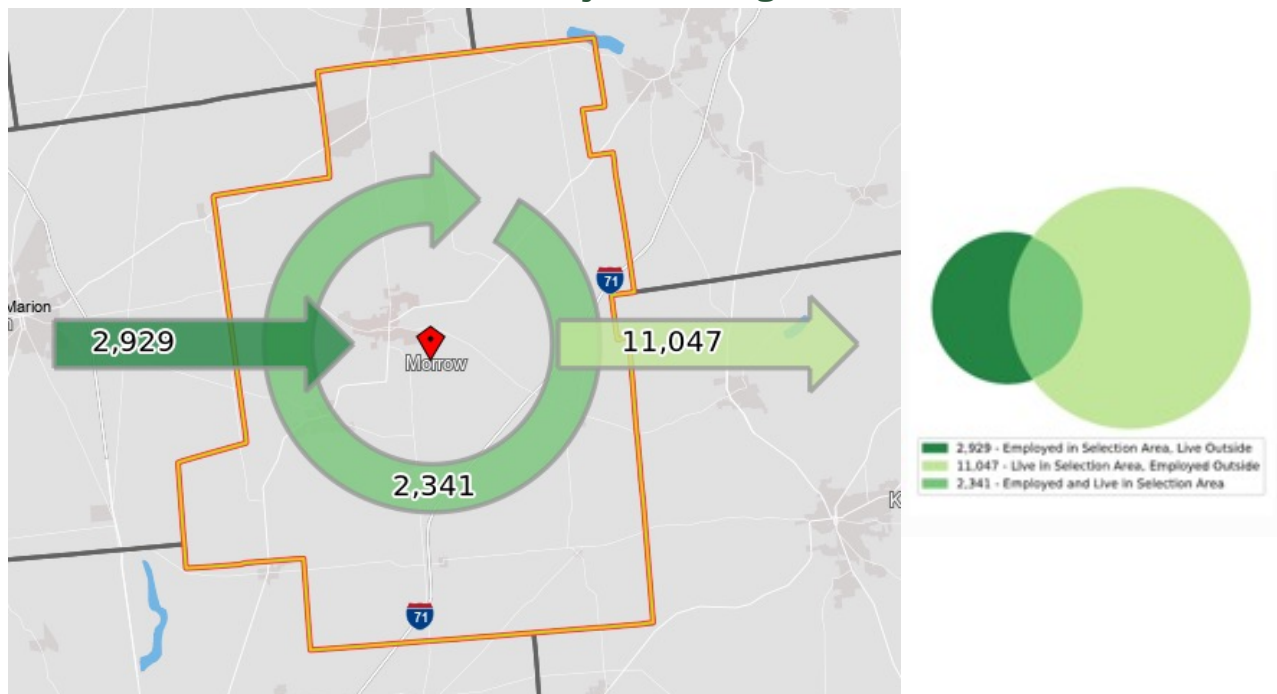 71
Marion
2,929
11,047
Morrow
2,341
K
71
2,929 - Employed in Selection Area, Live Outside
11,047 - Live in Selection Area, Employed Outside
2,341 - Employed and Live in Selection Area